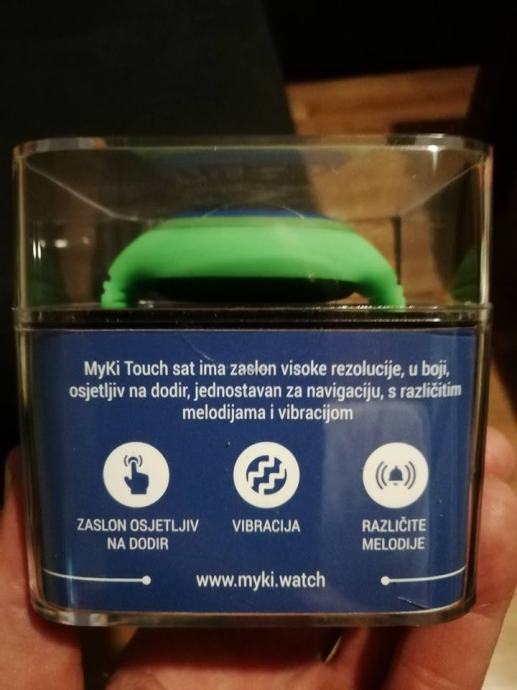 MyKi Touch sat ima zaslon visoke rezolucije, u boji,
osjetljiv na dodir, jednostavan za navigaciju, s različitim
melodijama i vibracijom
ZASLON OSJETLJIV
NA DODIR
VIBRACIJA
RAZLIČITE
MELODIJE
www.myki.watch